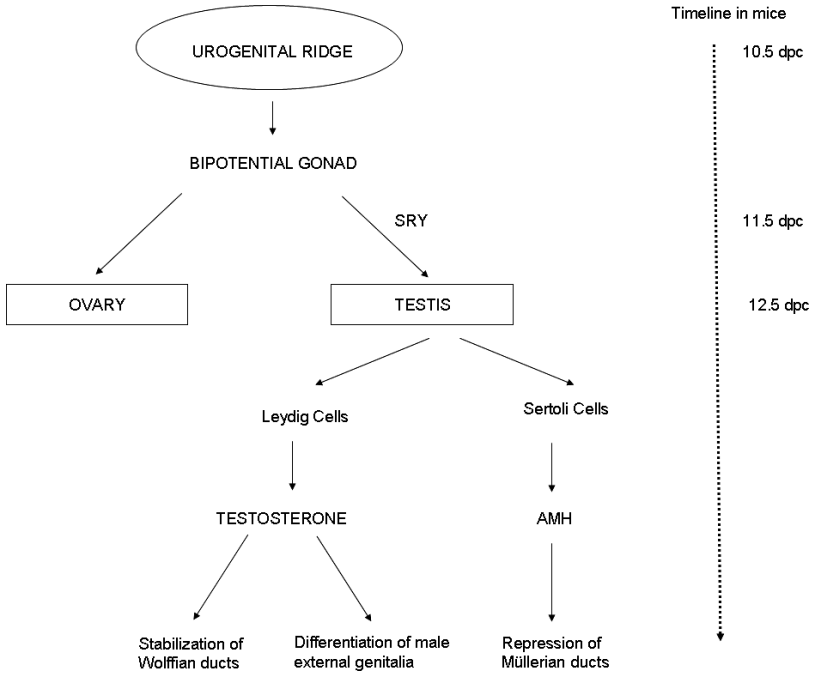 Timeline in mice
UROGENITAL RIDGE
10.5 dpc
BIPOTENTIAL GONAD
SRY
11.5 dpc
OVARY
TESTIS
12.5 dpc
Leydig Cells
Sertoli Cells
TESTOSTERONE
AMH
Stabilization of
Wolffian ducts
Differentiation of male
external genitalia
Repression of
Müllerian ducts